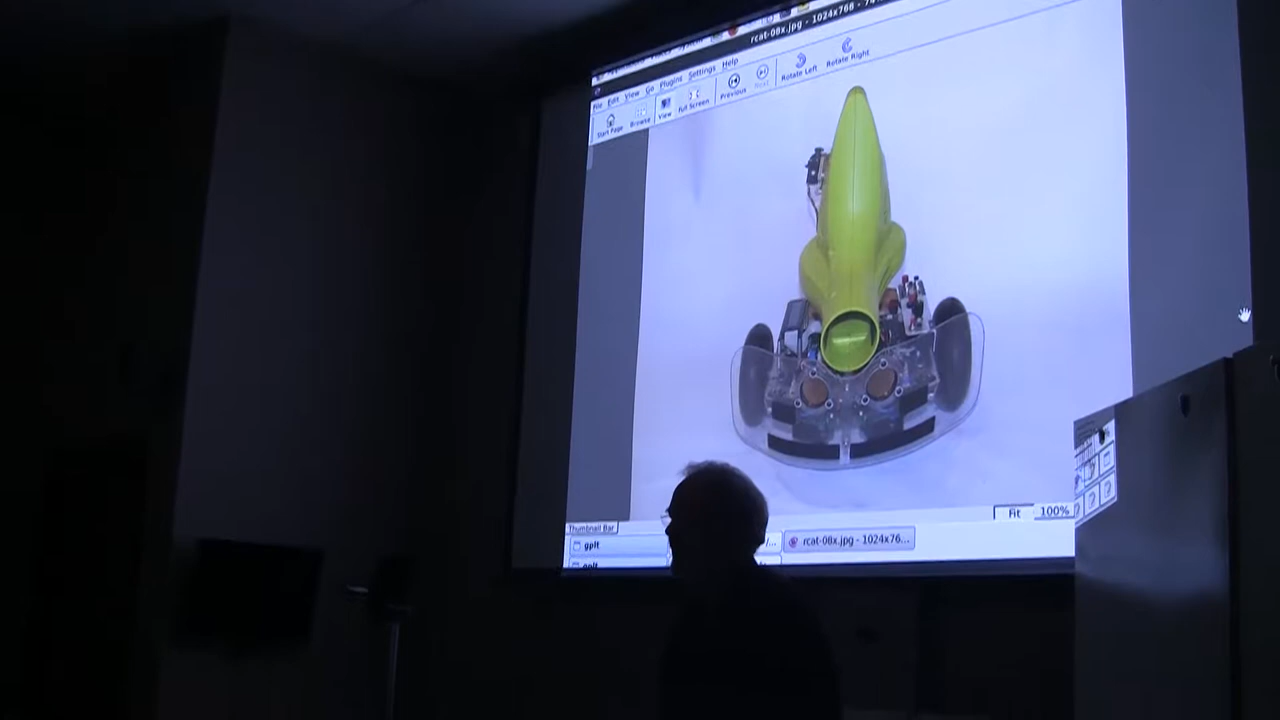 rcat-08x.jpg - 1024x768 - 74
File Edit View Go Plugins Settings Help
Start Page Browse View Full Screen Previous Next Rotate Left Rotate Right
Fit 100%
Thumbnail Bar
gplt
/... rcat-08x.jpg - 1024x76...